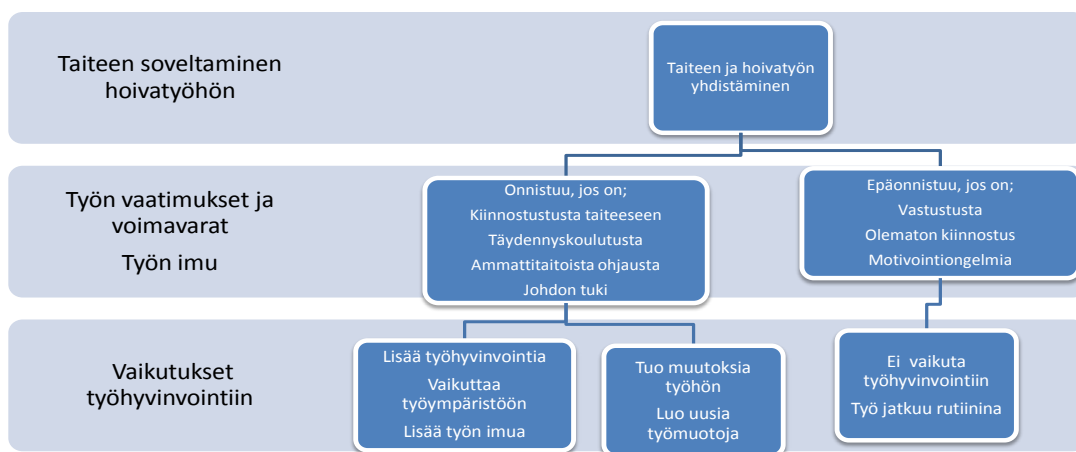 Taiteen soveltaminen
hoivatyöhön
Taiteen ja hoivatyön
yhdistäminen
Työn vaatimukset ja
voimavarat
Työn imu
Onnistuu, jos on;
Kiinnostustusta taiteeseen
Täydennyskoulutusta
Ammattitaitoista ohjausta
Johdon tuki
Epäonnistuu, jos on;
Vastustusta
Olematon kiinnostus
Motivointiongelmia
Vaikutukset
työhyvinvointiin
Lisää työhyvinvointia
Vaikuttaa
työympäristöön
Lisää työn imua
Tuo muutoksia
työhön
Luo uusia
työmuotoja
Ei vaikuta
työhyvinvointiin
Työ jatkuu rutiinina